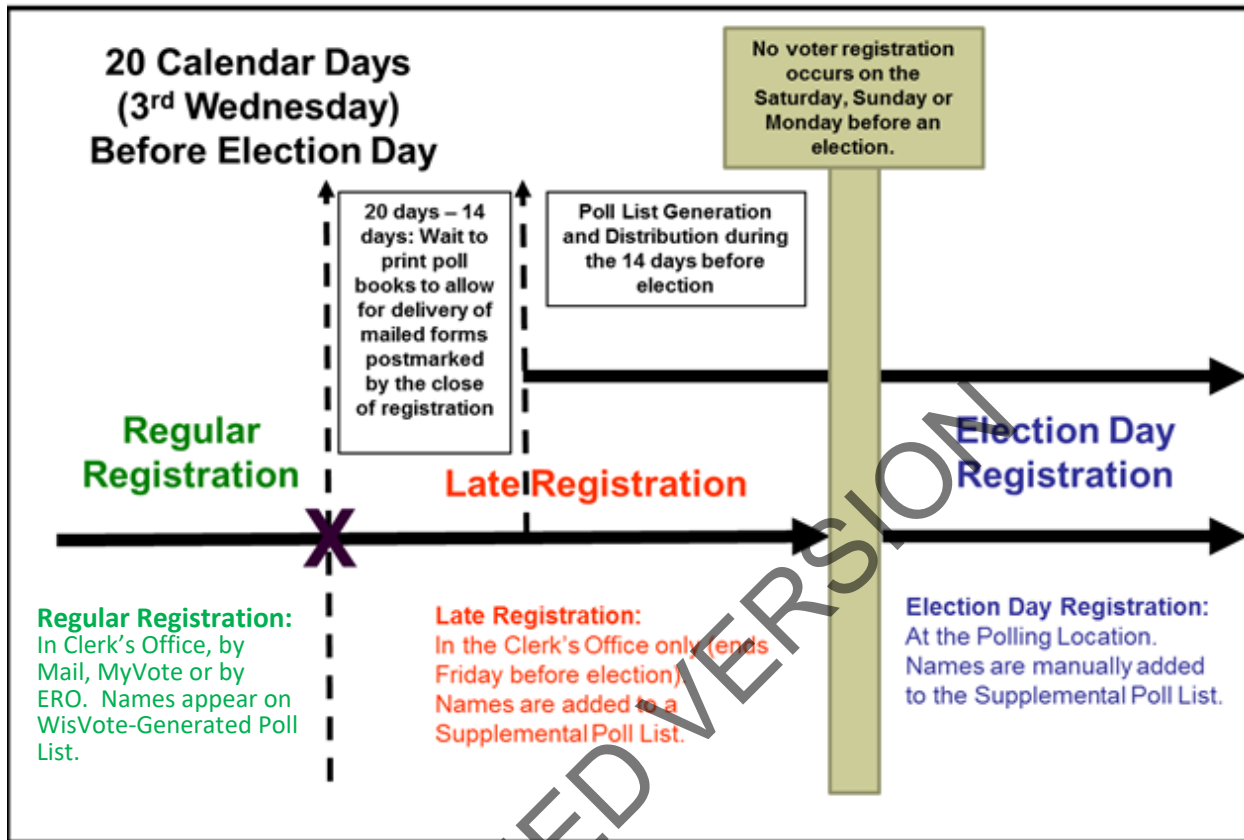 20 Calendar Days
(3rd Wednesday)
Before Election Day
No voter registration
occurs on the
Saturday, Sunday or
Monday before an
election.
20 days – 14
days: Wait to
print poll
books to allow
for delivery of
mailed forms
postmarked
by the close
of registration
Poll List Generation
and Distribution during
the 14 days before
election
Regular
Registration
Late Registration
Election Day
Registration
X
Regular Registration:
In Clerk's Office, by
Mail, MyVote or by
ERO.  Names appear on
WisVote-Generated Poll
List.
Late Registration:
In the Clerk's Office only (ends
Friday before election)
Names are added to a
Supplemental Poll List.
Election Day Registration:
At the Polling Location.
Names are manually added
to the Supplemental Poll List.
ED VERSION